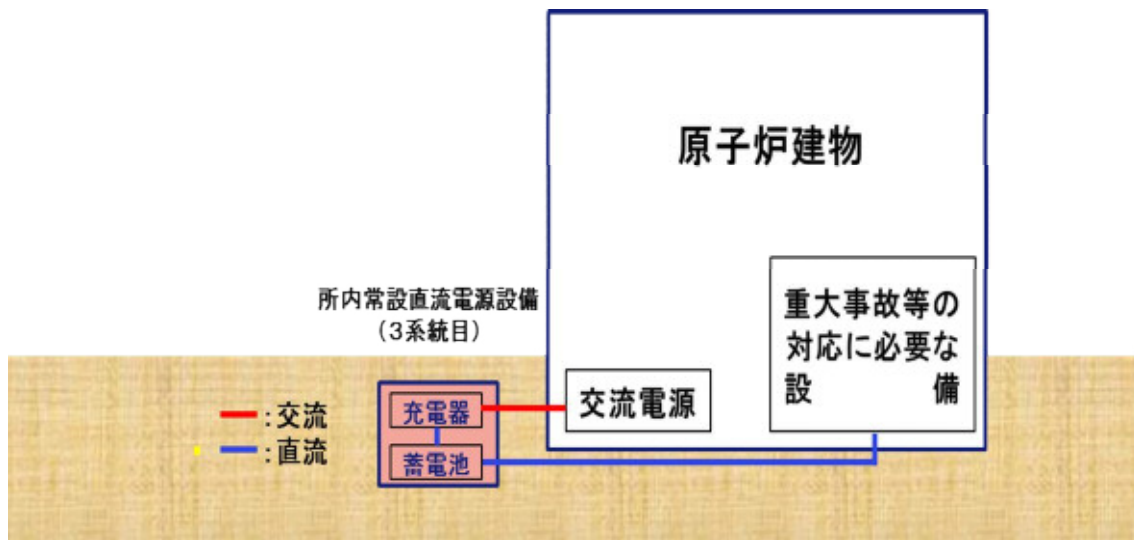 原子炉建物
所内常設直流電源設備
（3系統目）
重大事故等の
対応に必要な
設備
充電器
交流電源
蓄電池
：交流
：直流